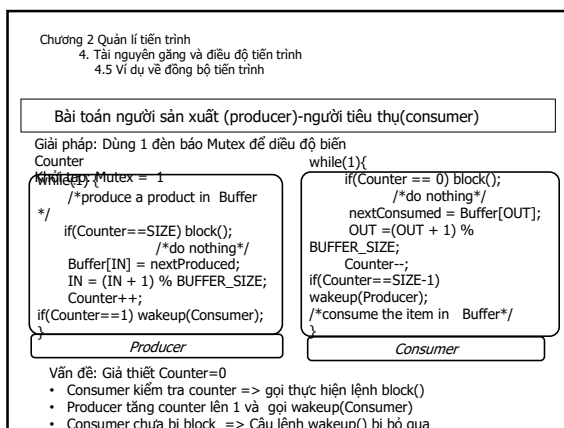 Chương 2 Quản lí tiến trình
4. Tài nguyên găng và điều độ tiến trình
4.5 Ví dụ về đồng bộ tiến trình
Bài toán người sản xuất (producer)-người tiêu thụ(consumer)
Giải pháp: Dùng 1 đèn báo Mutex để điều độ biến
Counter
Khởi tạo: Mutex = 1
while(1) {
/*produce a product in Buffer
*/
if(Counter==SIZE) block();
/*do nothing*/
Buffer[IN] = nextProduced;
IN = (IN + 1) % BUFFER_SIZE;
Counter++;
if(Counter==1) wakeup(Consumer);
}
Producer
while(1){
if(Counter == 0) block();
/*do nothing*/
nextConsumed = Buffer[OUT];
OUT =(OUT + 1) %
BUFFER_SIZE;
Counter--;
if(Counter==SIZE-1)
wakeup(Producer);
/*consume the item in Buffer*/
}
Consumer
Vấn đề: Giả thiết Counter=0
• Consumer kiểm tra counter => gọi thực hiện lệnh block()
• Producer tăng counter lên 1 và gọi wakeup(Consumer)
• Consumer chưa bị block => Câu lệnh wakeup() bị bỏ qua